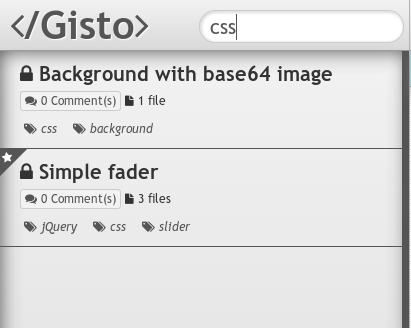 </Gisto>
css
Background with base64 image
0 Comment(s) 1 file
css background
Simple fader
0 Comment(s) 3 files
jQuery css slider